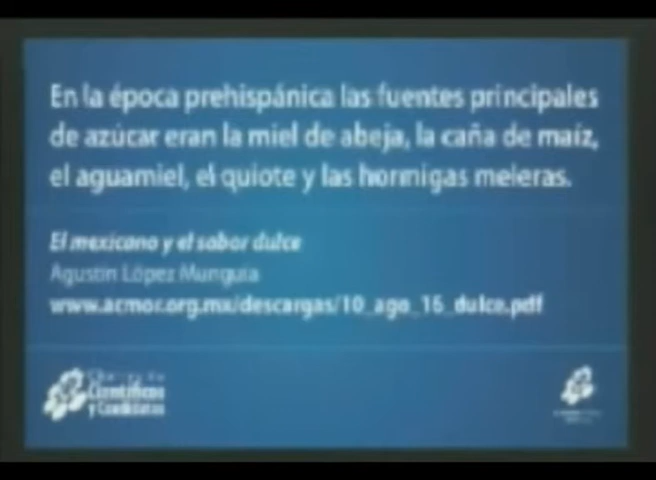 En la época prehispánica las fuentes principales
de azúcar eran la miel de abeja, la caña de maíz,
el aguamiel, el quiote y las hormigas meleras.
El mexicano y el sabor dulce
Agustín López Munguía
www.acmor.org.mx/descargas/10_ago_16_dulce.pdf
Científicos
y